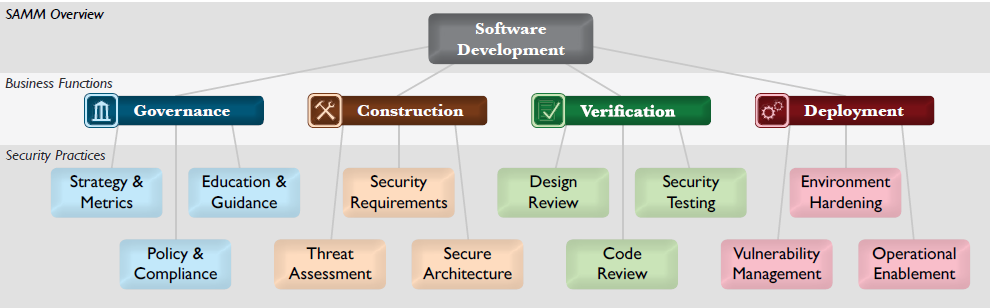 SAMM Overview
Software
Development
Business Functions
Governance
Construction
Verification
Deployment
Security Practices
Strategy &
Metrics
Education &
Guidance
Security
Requirements
Design
Review
Security
Testing
Environment
Hardening
Policy &
Compliance
Threat
Assessment
Secure
Architecture
Code
Review
Vulnerability
Management
Operational
Enablement